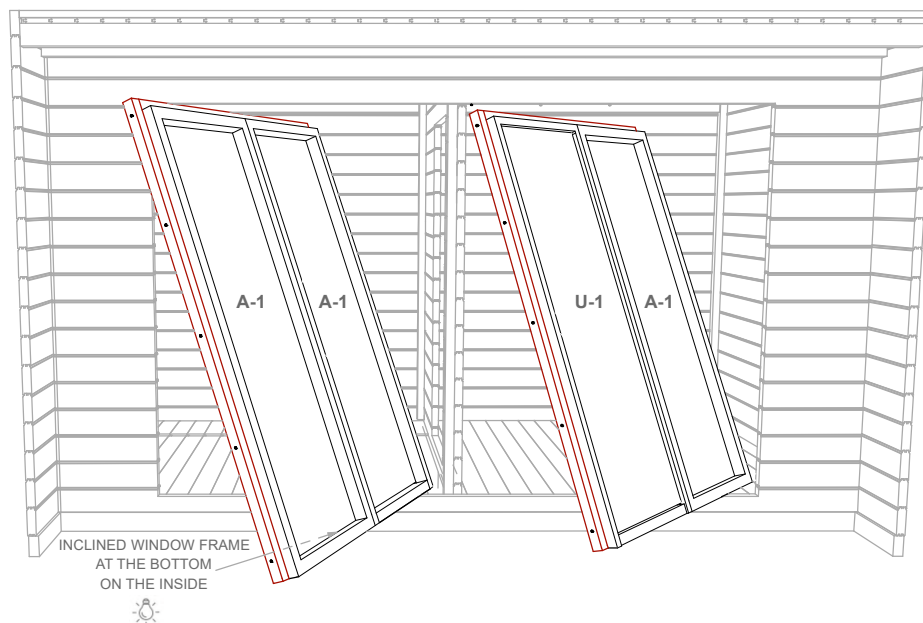 A-1
A-1
U-1
A-1
INCLINED WINDOW FRAME
AT THE BOTTOM
ON THE INSIDE